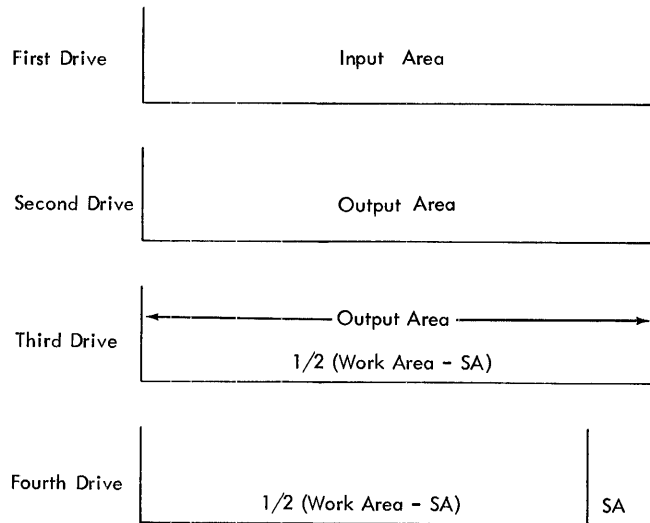 First Drive
Input Area
Second Drive
Output Area
Output Area
Third Drive
1/2 (Work Area - SA)
Fourth Drive
1/2 (Work Area - SA)
SA